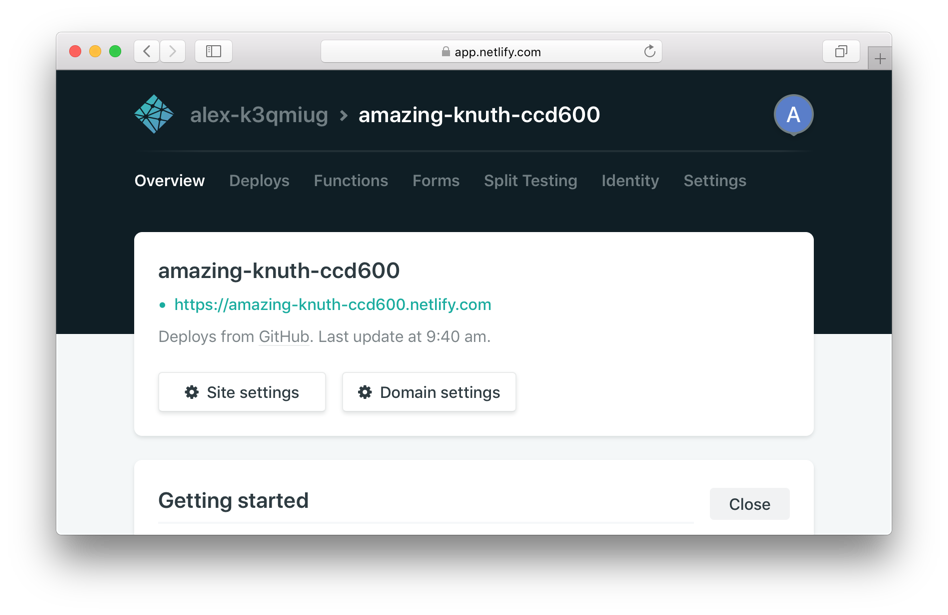 app.netlify.com
alex-k3qmiug > amazing-knuth-ccd600
A
Overview Deploys Functions Forms Split Testing Identity Settings
amazing-knuth-ccd600
• https://amazing-knuth-ccd600.netlify.com
Deploys from GitHub. Last update at 9:40 am.
Site settings Domain settings
Getting started
Close